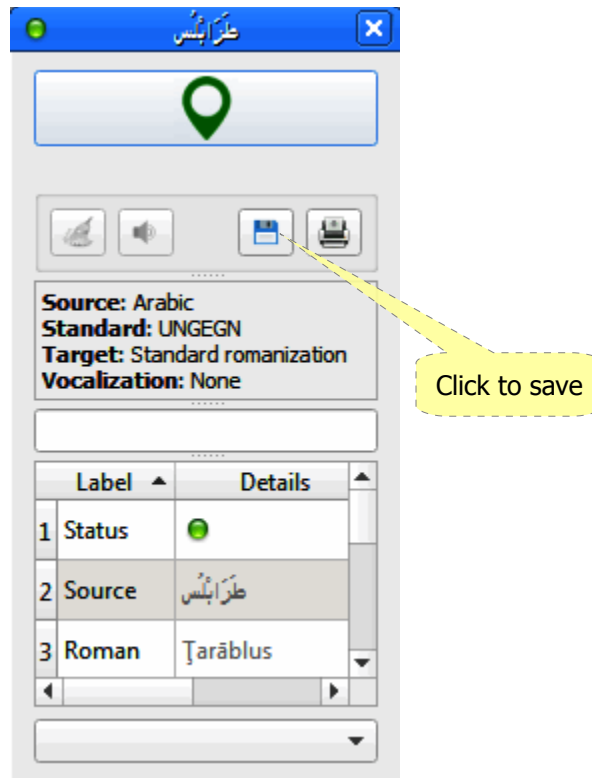 طَرَابْلُس
Source: Arabic
Standard: UNGEGN
Target: Standard romanization
Vocalization: None
Click to save
Label Details
1 Status
2 Source طَرَابْلُس
3 Roman Ţarāblus